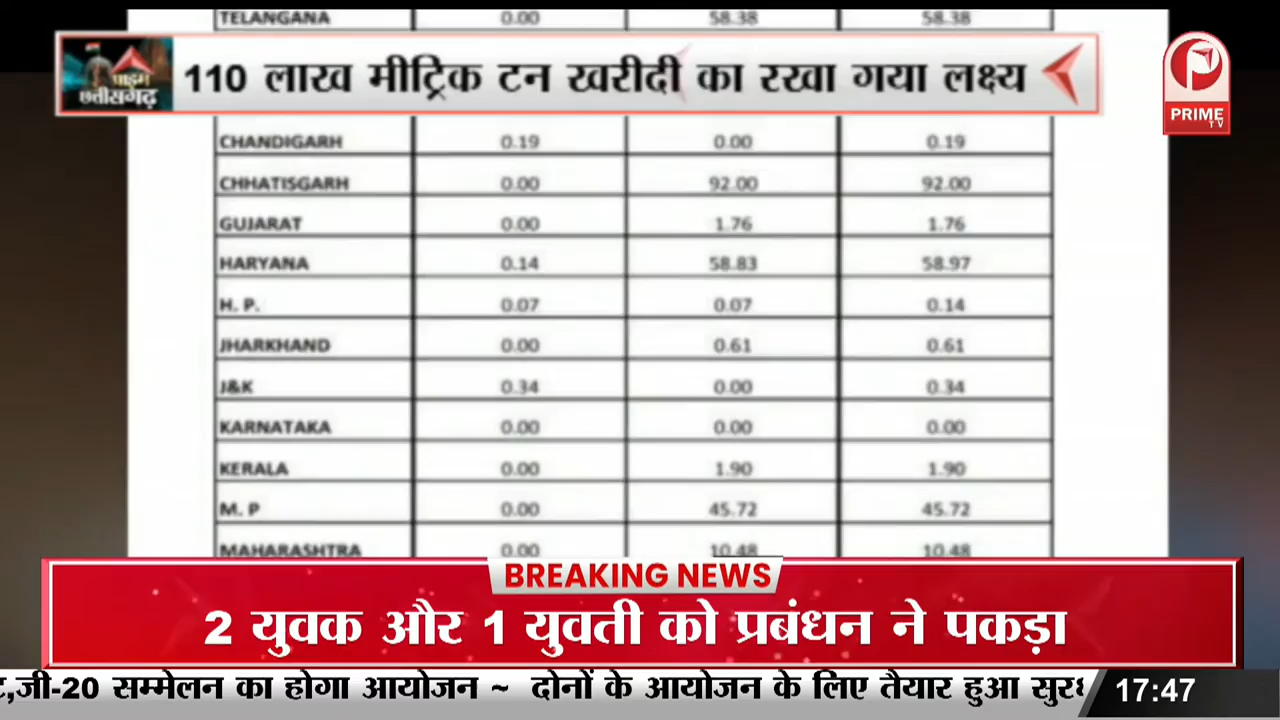 TELANGANA 0.00 58.38 58.38
प्राइम
छत्तीसगढ़
110 लाख मीट्रिक टन खरीदी का रखा गया लक्ष्य
PRIME
TV
CHANDIGARH 0.19 0.00 0.19
CHHATISGARH 0.00 92.00 92.00
GUJARAT 0.00 1.76 1.76
HARYANA 0.14 58.83 58.97
H. P. 0.07 0.07 0.14
JHARKHAND 0.00 0.61 0.61
J&K 0.34 0.00 0.34
KARNATAKA 0.00 0.00 0.00
KERALA 0.00 1.90 1.90
M. P 0.00 45.72 45.72
MAHARASHTRA 0.00 10.48 10.48
BREAKING NEWS
2 युवक और 1 युवती को प्रबंधन ने पकड़ा
,जी-20 सम्मेलन का होगा आयोजन ~ दोनों के आयोजन के लिए तैयार हुआ
17:47